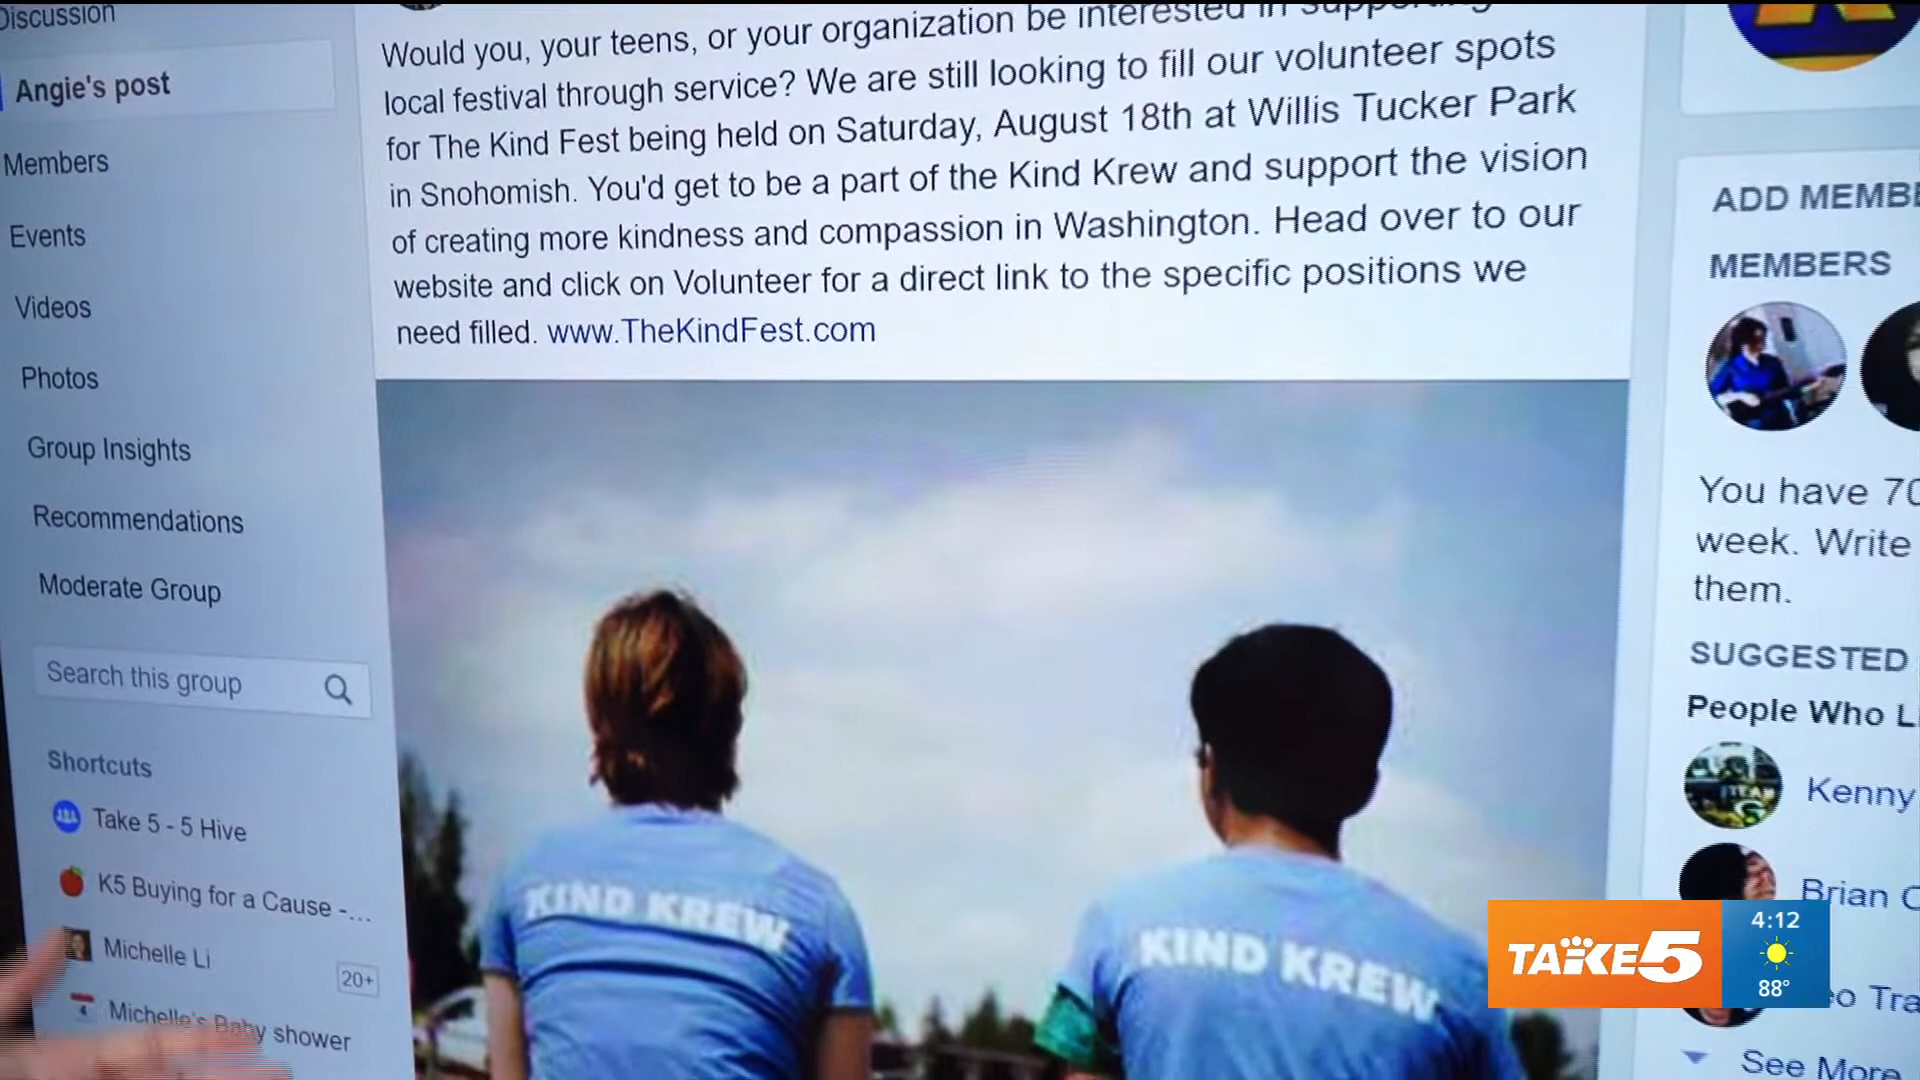 Discussion
Angie's post
Members
Events
Videos
Photos
Group Insights
Recommendations
Moderate Group
Search this group
Shortcuts
Take 5 - 5 Hive
K5 Buying for a Cause -...
Michelle Li
20+
Michelle's Baby shower
Would you, your teens, or your organization be interested in supporting
local festival through service? We are still looking to fill our volunteer spots
for The Kind Fest being held on Saturday, August 18th at Willis Tucker Park
in Snohomish. You'd get to be a part of the Kind Krew and support the vision
of creating more kindness and compassion in Washington. Head over to our
website and click on Volunteer for a direct link to the specific positions we
need filled. www.TheKindFest.com
KIND KREW
KIND KREW
ADD MEMBE
MEMBERS
You have 70
week. Write
them.
SUGGESTED
People Who L
Kenny
Brian
Tra
See More
TAKE 5
4:12
88°